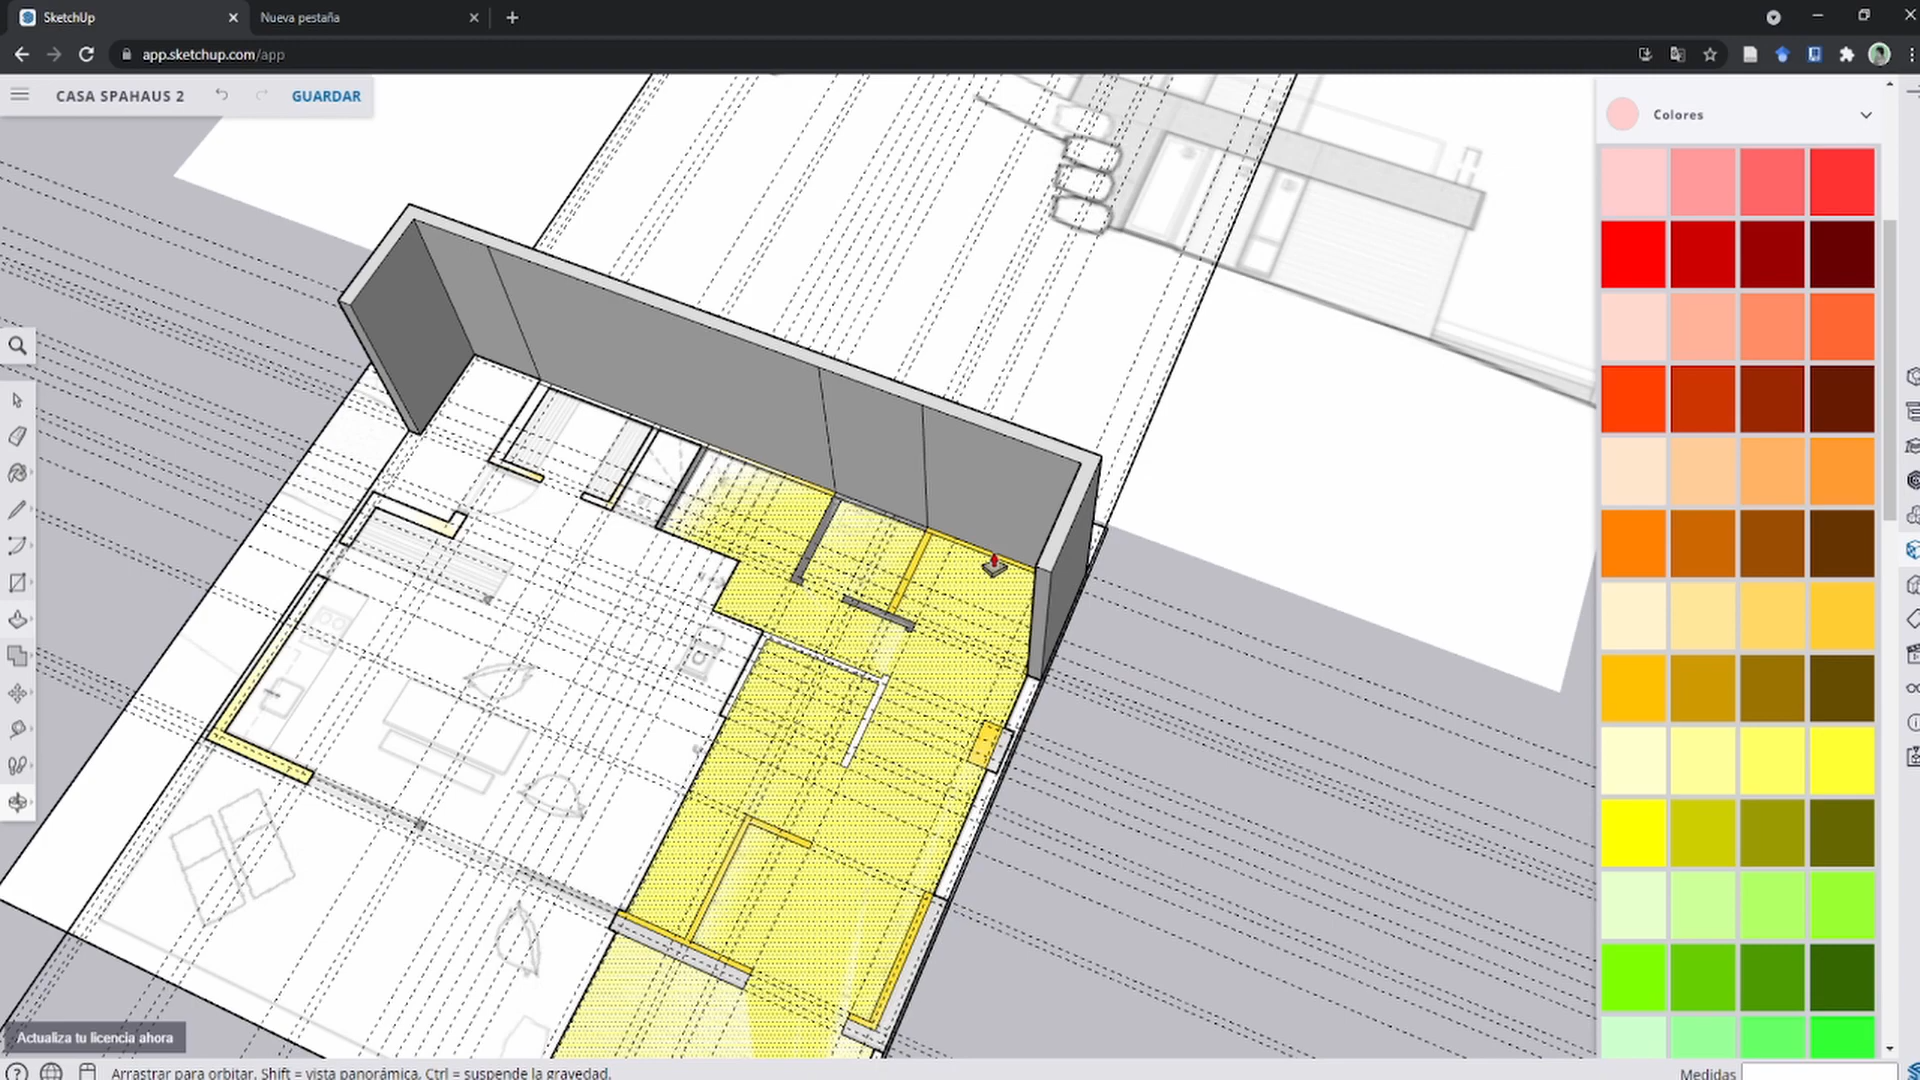 SketchUp
Nueva pestaña
app.sketchup.com/app
CASA SPAHAUS 2
GUARDAR
Colores
Actualiza tu licencia ahora
Arrastrar para orbitar. Shift = vista panorámica, Ctrl = suspende la gravedad.
Medidas